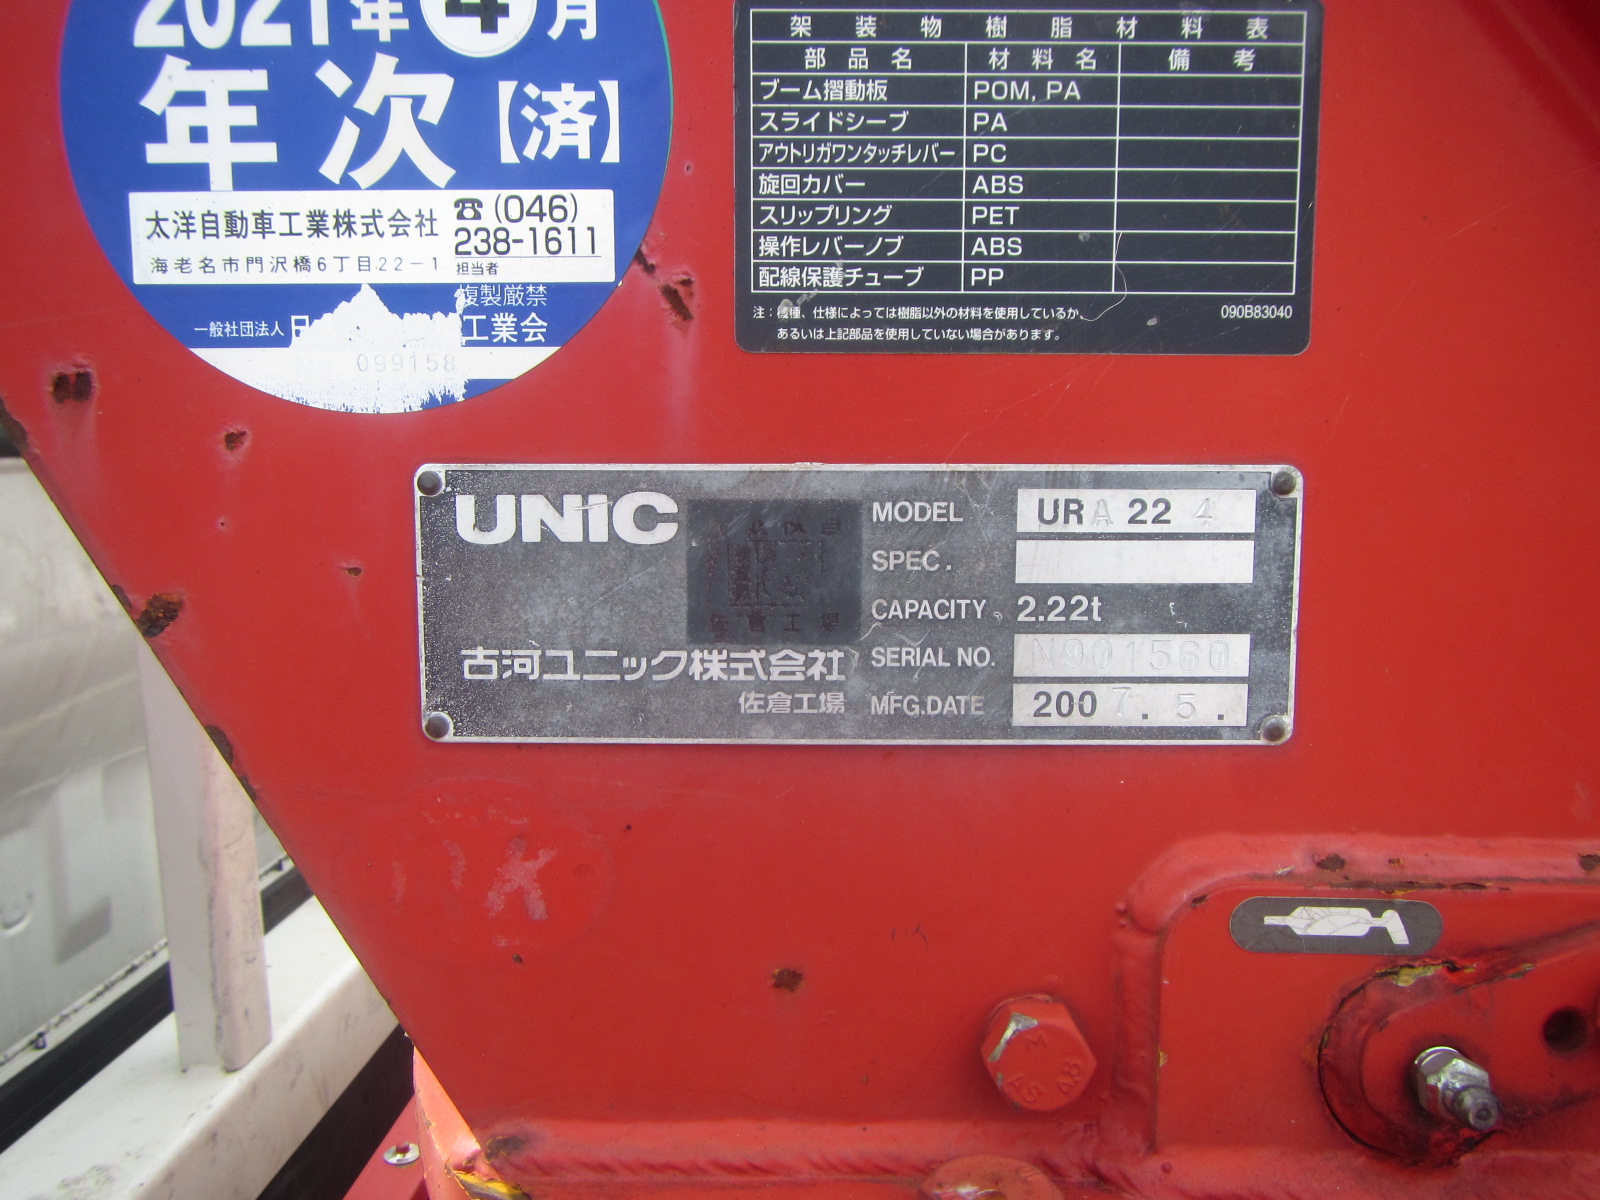 2021年4月
年次【済】
太洋自動車工業株式会社
☎(046)
238-1611
海老名市門沢橋6丁目22-1
担当者
複製厳禁
一般社団法人
工業会
099158
架装物樹脂材料表
部品名 材料名 備考
ブーム摺動板 POM, PA
スライドシーブ PA
アウトリガワンタッチレバー PC
旋回カバー ABS
スリップリング PET
操作レバーノブ ABS
配線保護チューブ PP
注:機種、仕様によっては樹脂以外の材料を使用しているか、
あるいは上記部品を使用していない場合があります。
090B83040
UNIC
MODEL URA 22 4
SPEC.
CAPACITY 2.22t
SERIAL NO. N901560
MFG.DATE 2007. 5.
佐倉工場
古河ユニック株式会社
佐倉工場
M
4.8